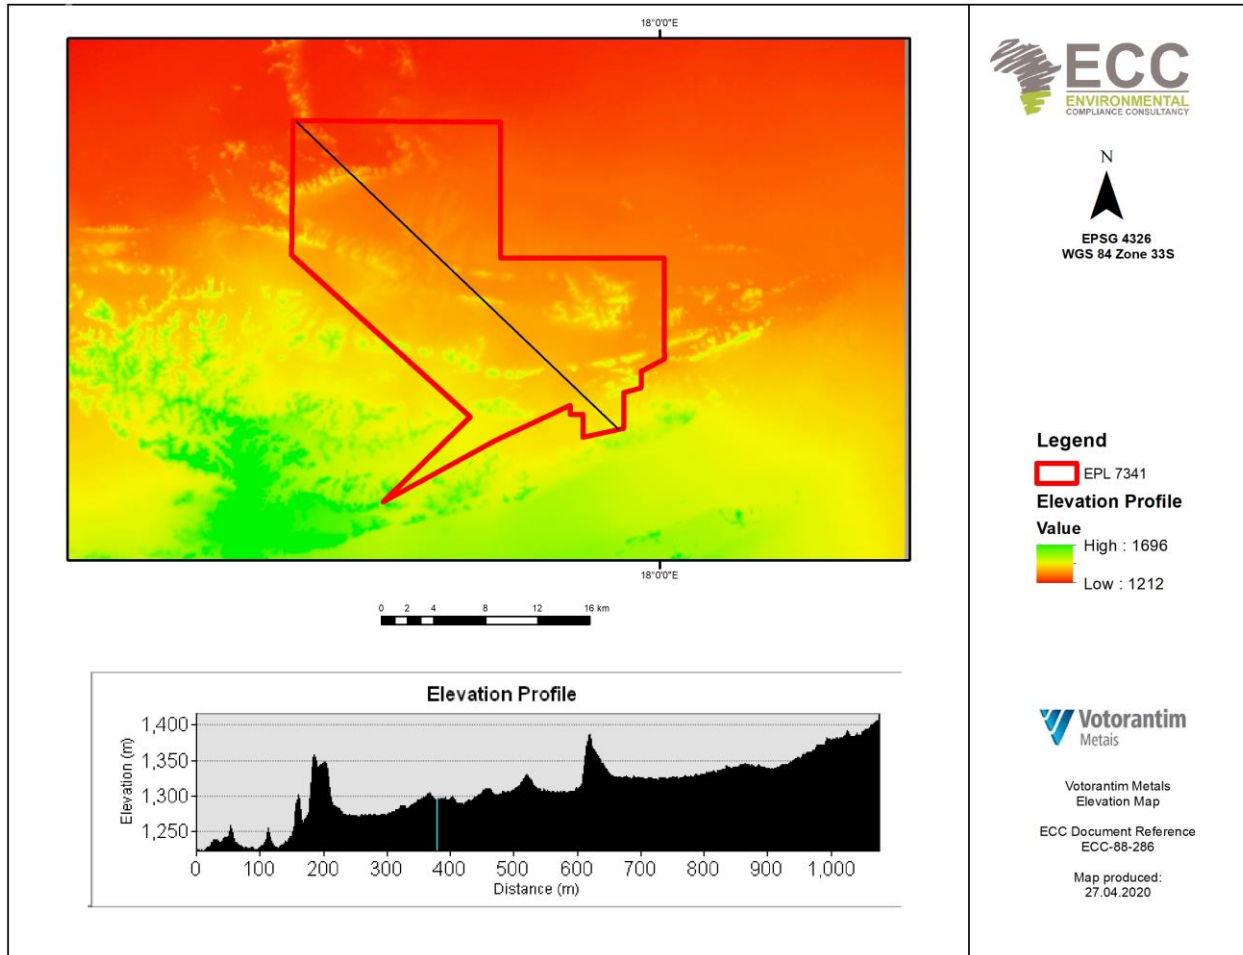 18°0'0"E
18°0'0"E
0 2 4 8 12 16 km
Elevation Profile
Elevation (m)
1,400
1,350
1,300
1,250
0 100 200 300 400 500 600 700 800 900 1,000
Distance (m)
ECC
ENVIRONMENTAL
COMPLIANCE CONSULTANCY
N
EPSG 4326
WGS 84 Zone 33S
Legend
EPL 7341
Elevation Profile
Value
High : 1696
Low : 1212
Votorantim
Metais
Votorantim Metals
Elevation Map
ECC Document Reference
ECC-88-286
Map produced:
27.04.2020